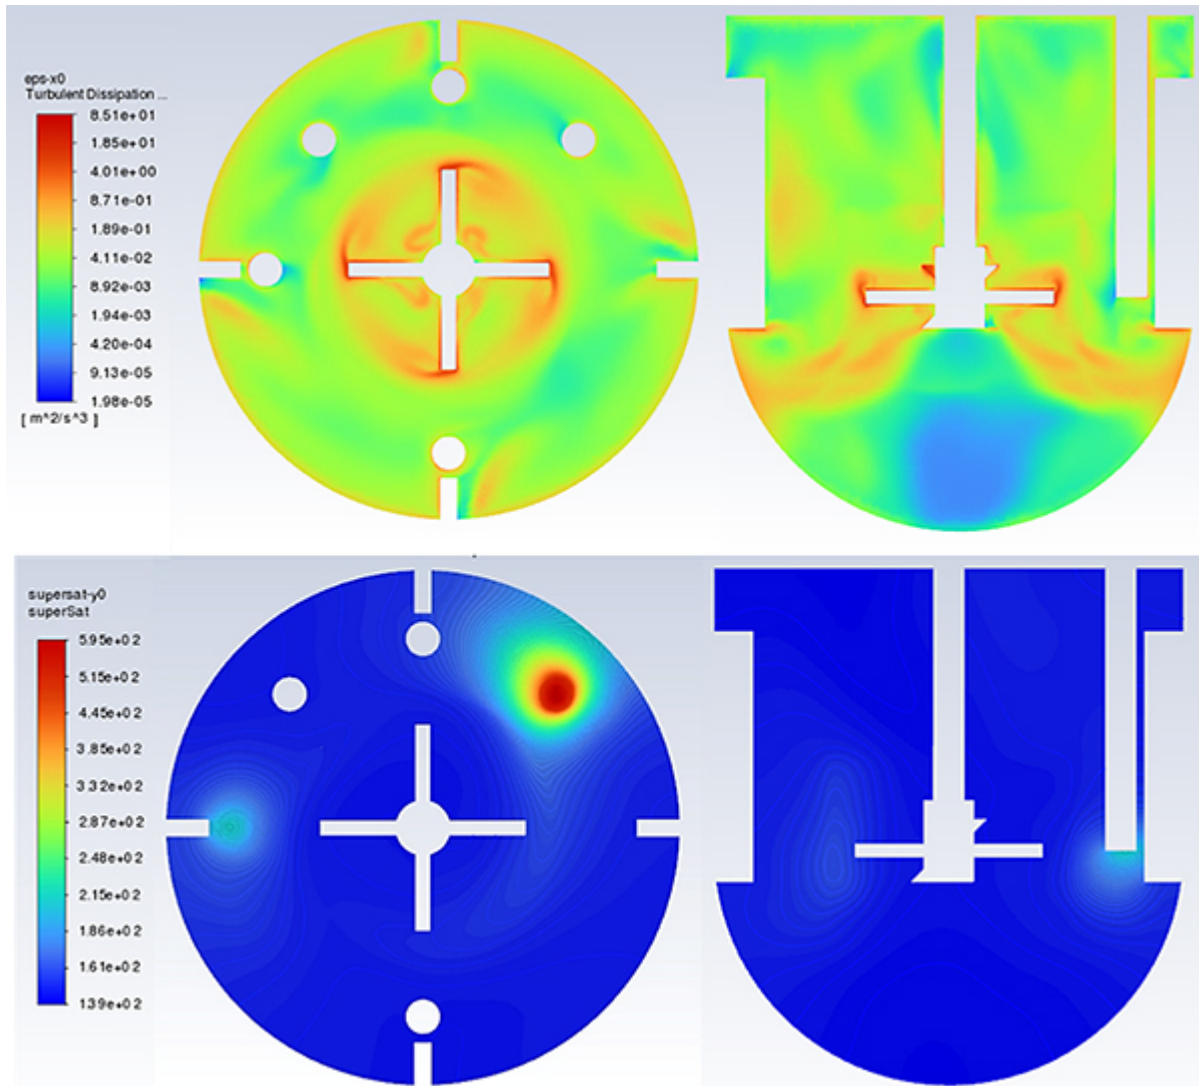 eps-x0
Turbulent Dissipation ...
8.51e+01
1.85e+01
4.01e+00
8.71e-01
1.89e-01
4.11e-02
8.92e-03
1.94e-03
4.20e-04
9.13e-05
1.98e-05
[ m^2/s^3 ]
supersat-y0
superSat
5.95e+02
5.15e+02
4.45e+02
3.85e+02
3.32e+02
2.87e+02
2.48e+02
2.15e+02
1.86e+02
1.61e+02
1.39e+02